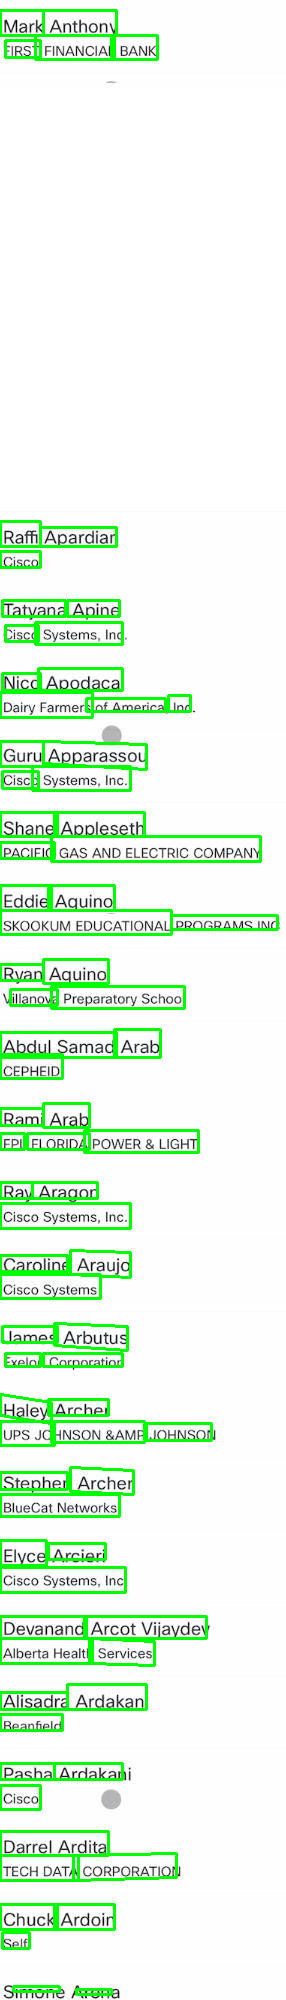 Mark Anthony
FIRST FINANCIAL BANK
Raffi Apardian
Cisco
Tatyana Apine
Cisco Systems, Inc.
Nico Apodaca
Dairy Farmers of America, Inc.
Guru Apparassou
Cisco Systems, Inc.
Shane Appleseth
PACIFIC GAS AND ELECTRIC COMPANY
Eddie Aquino
SKOOKUM EDUCATIONAL PROGRAMS INC
Ryan Aquino
Villanova Preparatory School
Abdul Samad Arab
CEPHEID
Rami Arab
FPL FLORIDA POWER & LIGHT
Ray Aragon
Cisco Systems, Inc.
Caroline Araujo
Cisco Systems
James Arbutus
Exelon Corporation
Haley Archer
UPS JOHNSON &AMP JOHNSON
Stephen Archer
BlueCat Networks
Elyce Arcieri
Cisco Systems, Inc
Devanand Arcot Vijaydev
Alberta Health Services
Alisadra Ardakan
Beanfield
Pasha Ardakani
Cisco
Darrel Ardita
TECH DATA CORPORATION
Chuck Ardoin
Self
Simone Arena